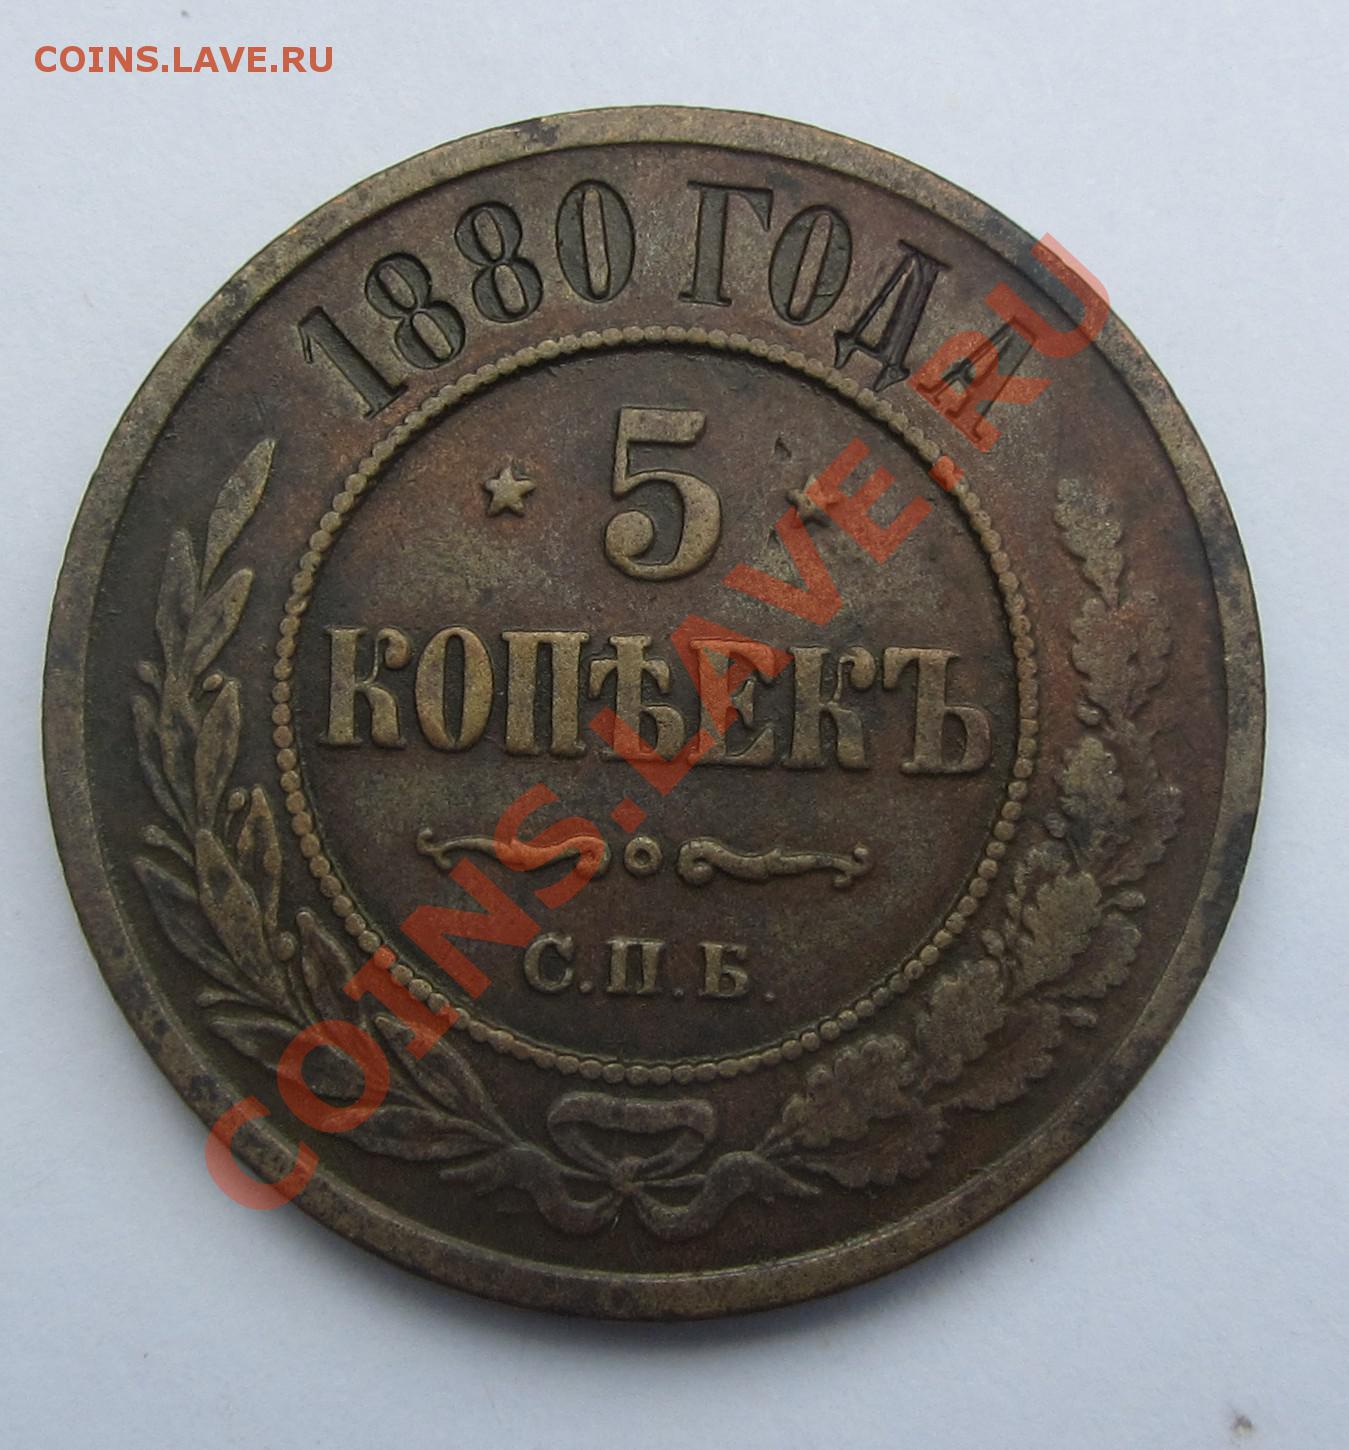 COINS.LAVE.RU
1880 ГОДА
5
КОПѢЕКЪ
С.П.Б.
COINS.LAVE.RU